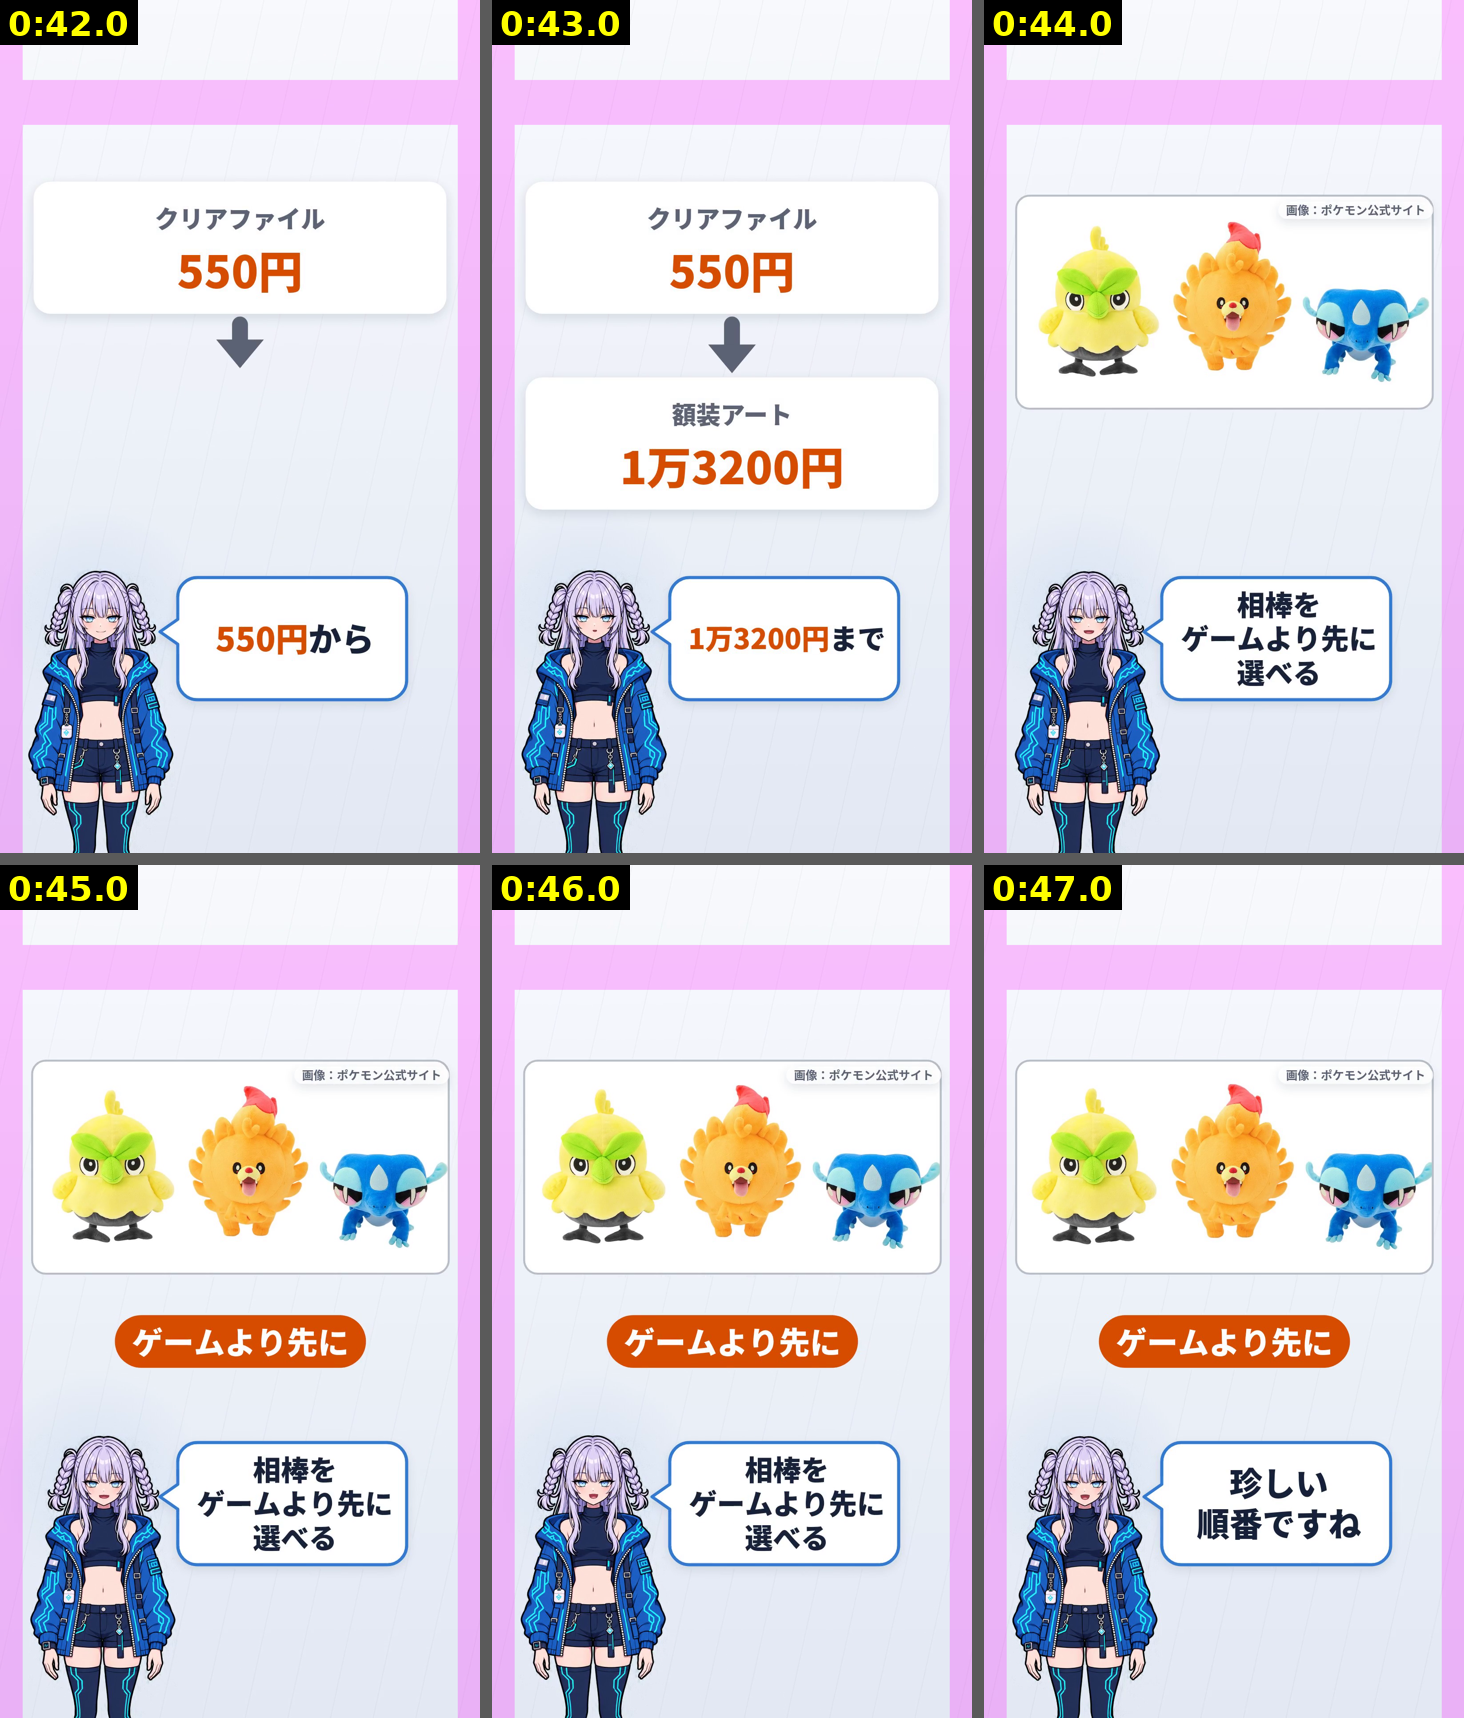 0:42.0
クリアファイル
550円
550円から
0:43.0
クリアファイル
550円
額装アート
1万3200円
1万3200円まで
0:44.0
画像：ポケモン公式サイト
相棒を
ゲームより先に
選べる
0:45.0
画像：ポケモン公式サイト
ゲームより先に
相棒を
ゲームより先に
選べる
0:46.0
画像：ポケモン公式サイト
ゲームより先に
相棒を
ゲームより先に
選べる
0:47.0
画像：ポケモン公式サイト
ゲームより先に
珍しい
順番ですね